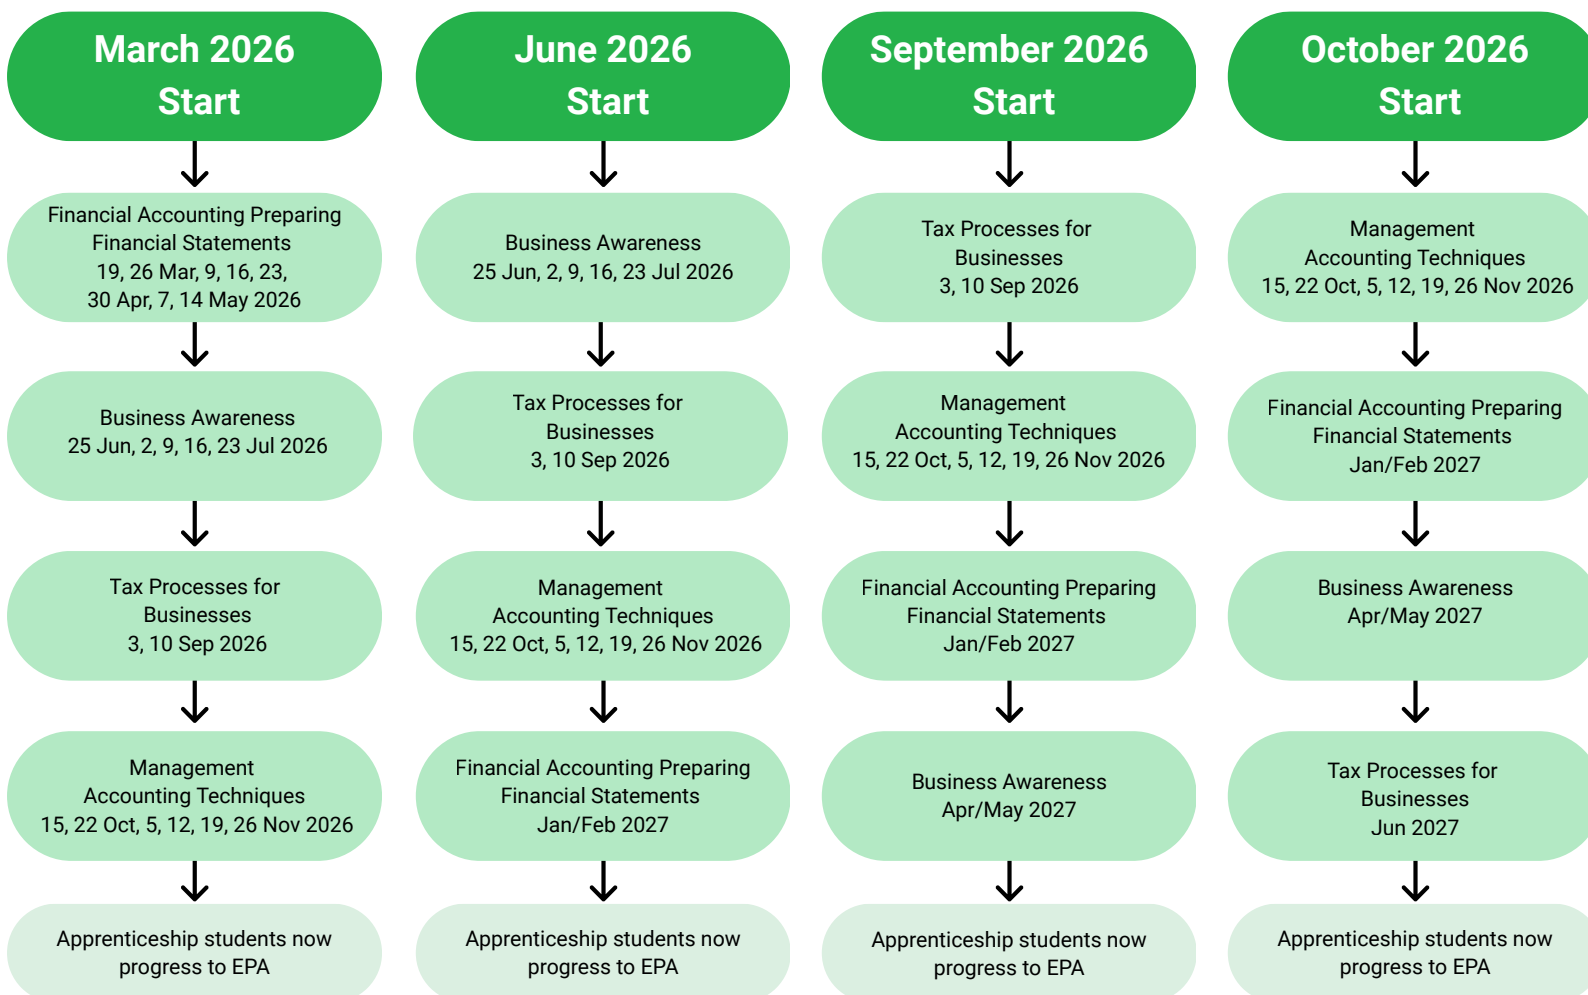 March 2026
Start
Financial Accounting Preparing
Financial Statements
19, 26 Mar, 9, 16, 23,
30 Apr, 7, 14 May 2026
Business Awareness
25 Jun, 2, 9, 16, 23 Jul 2026
Tax Processes for
Businesses
3, 10 Sep 2026
Management
Accounting Techniques
15, 22 Oct, 5, 12, 19, 26 Nov 2026
Apprenticeship students now
progress to EPA
June 2026
Start
Business Awareness
25 Jun, 2, 9, 16, 23 Jul 2026
Tax Processes for
Businesses
3, 10 Sep 2026
Management
Accounting Techniques
15, 22 Oct, 5, 12, 19, 26 Nov 2026
Financial Accounting Preparing
Financial Statements
Jan/Feb 2027
Apprenticeship students now
progress to EPA
September 2026
Start
Tax Processes for
Businesses
3, 10 Sep 2026
Management
Accounting Techniques
15, 22 Oct, 5, 12, 19, 26 Nov 2026
Financial Accounting Preparing
Financial Statements
Jan/Feb 2027
Business Awareness
Apr/May 2027
Apprenticeship students now
progress to EPA
October 2026
Start
Management
Accounting Techniques
15, 22 Oct, 5, 12, 19, 26 Nov 2026
Financial Accounting Preparing
Financial Statements
Jan/Feb 2027
Business Awareness
Apr/May 2027
Tax Processes for
Businesses
Jun 2027
Apprenticeship students now
progress to EPA